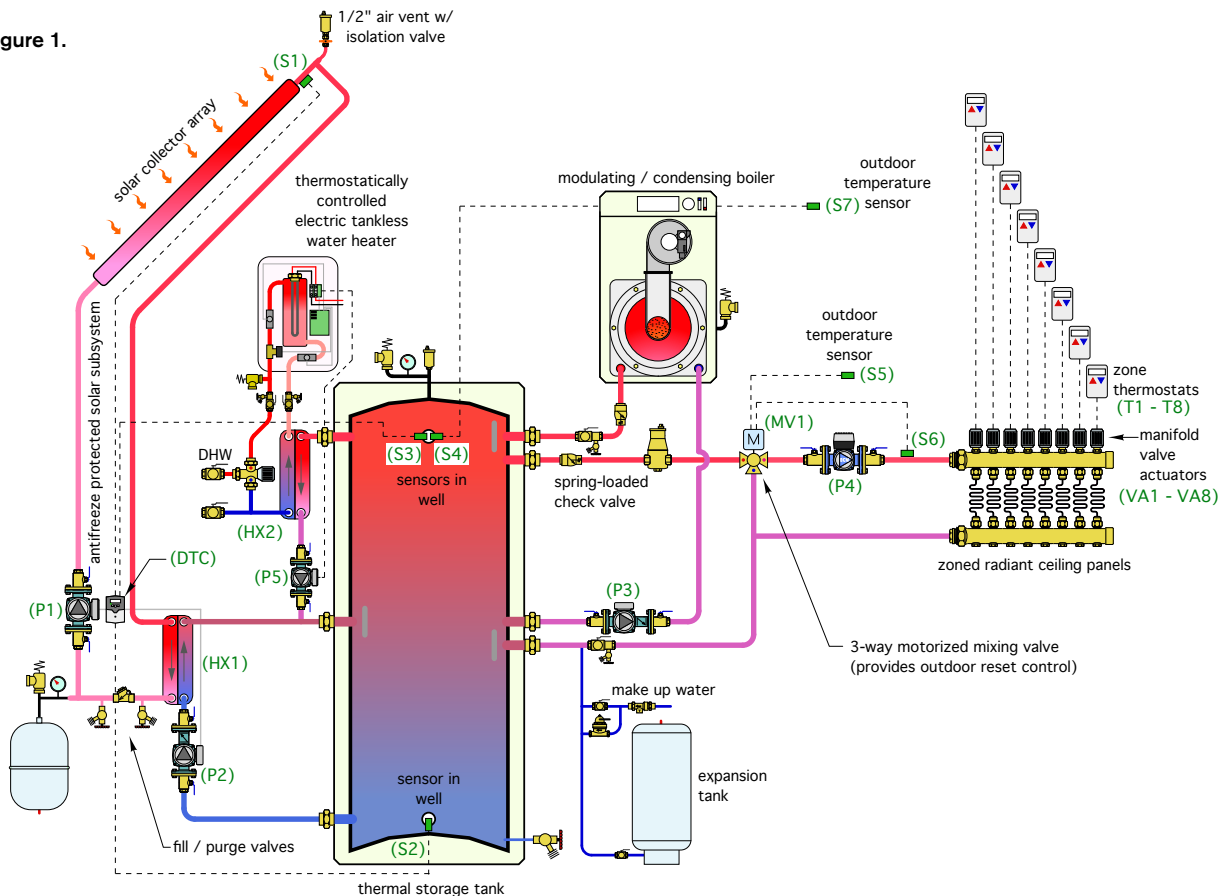 gure 1.
1/2" air vent w/
isolation valve
(S1)
solar collector array
thermostatically
controlled
electric tankless
water heater
modulating / condensing boiler
outdoor
temperature
sensor
(S7)
outdoor
temperature
sensor
(S5)
zone
thermostats
(T1 - T8)
antifreeze protected solar subsystem
(MV1)
M
(S6)
manifold
valve
actuators
(VA1 - VA8)
DHW
(S3)
(S4)
sensors in
well
spring-loaded
check valve
(P4)
(HX2)
zoned radiant ceiling panels
(DTC)
(P5)
(P1)
(P3)
(HX1)
3-way motorized mixing valve
(provides outdoor reset control)
make up water
(P2)
sensor in
well
expansion
tank
(S2)
fill / purge valves
thermal storage tank